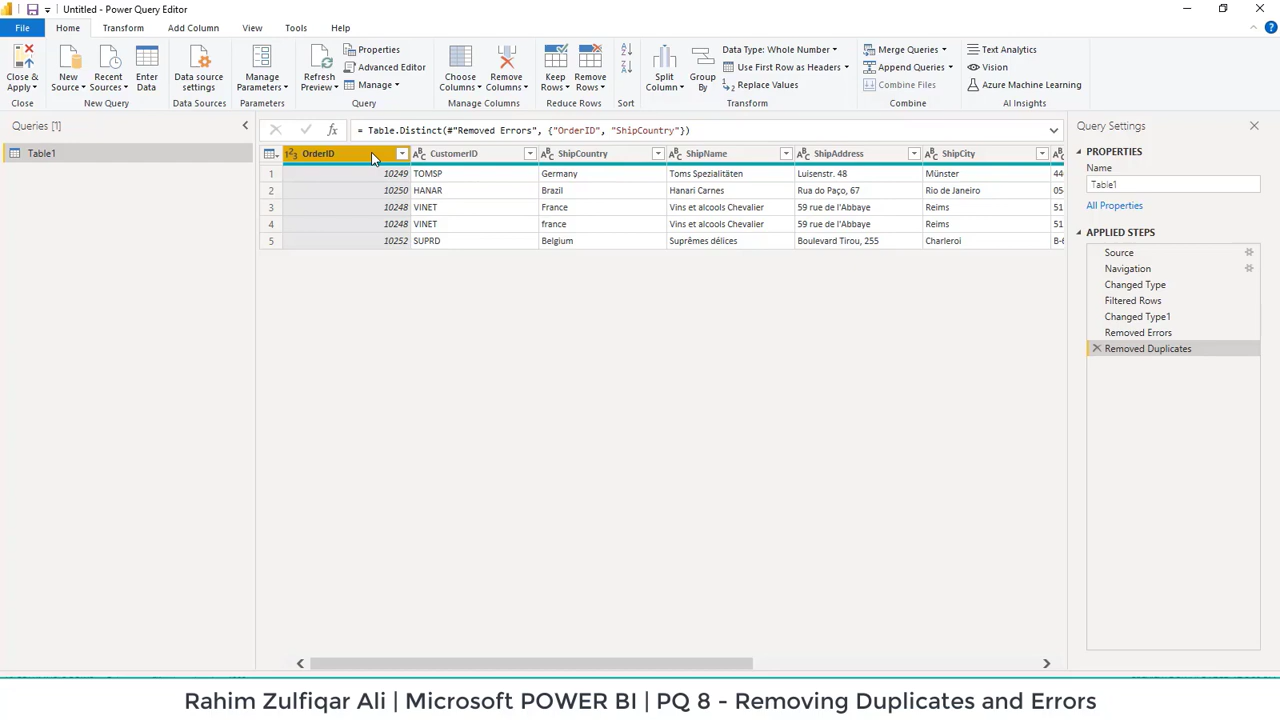 Untitled - Power Query Editor
File Home Transform Add Column View Tools Help
Close & Apply
New Source
Recent Sources
Enter Data
Data source settings
Manage Parameters
Refresh Preview
Properties
Advanced Editor
Manage
Choose Columns
Remove Columns
Keep Rows
Remove Rows
Split Column
Group By
Data Type: Whole Number
Use First Row as Headers
Replace Values
Merge Queries
Append Queries
Combine Files
Text Analytics
Vision
Azure Machine Learning
Close New Query Data Sources Parameters Query Manage Columns Reduce Rows Sort Transform Combine AI Insights
Queries [1]
Table1
= Table.Distinct(#"Removed Errors", {"OrderID", "ShipCountry"})
OrderID CustomerID ShipCountry ShipName ShipAddress ShipCity
1 10249 TOMSP Germany Toms Spezialitäten Luisenstr. 48 Münster 44
2 10250 HANAR Brazil Hanari Carnes Rua do Paço, 67 Rio de Janeiro 05
3 10248 VINET France Vins et alcools Chevalier 59 rue de l'Abbaye Reims 51
4 10248 VINET france Vins et alcools Chevalier 59 rue de l'Abbaye Reims 51
5 10252 SUPRD Belgium Suprêmes délices Boulevard Tirou, 255 Charleroi B-6
Query Settings
PROPERTIES
Name
Table1
All Properties
APPLIED STEPS
Source
Navigation
Changed Type
Filtered Rows
Changed Type1
Removed Errors
Removed Duplicates
Rahim Zulfiqar Ali | Microsoft POWER BI | PQ 8 - Removing Duplicates and Errors